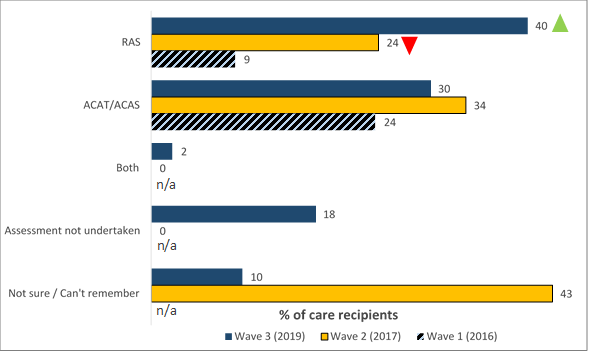 RAS
40
24
9
ACAT/ACAS
30
34
24
Both
2
0
n/a
Assessment not undertaken
18
0
n/a
Not sure / Can't remember
10
43
n/a
% of care recipients
Wave 3 (2019) Wave 2 (2017) Wave 1 (2016)